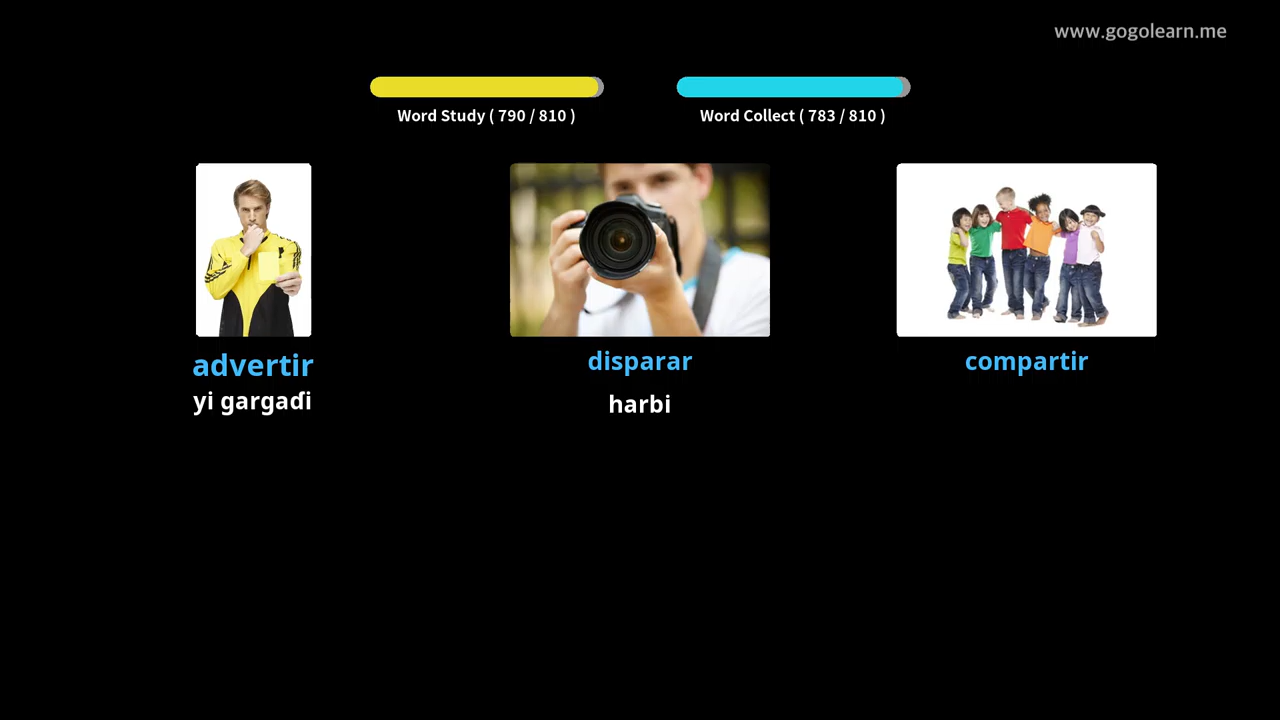 www.gogolearn.me
Word Study ( 790 / 810 )
Word Collect ( 783 / 810 )
advertir
yi gargaɗi
disparar
harbi
compartir